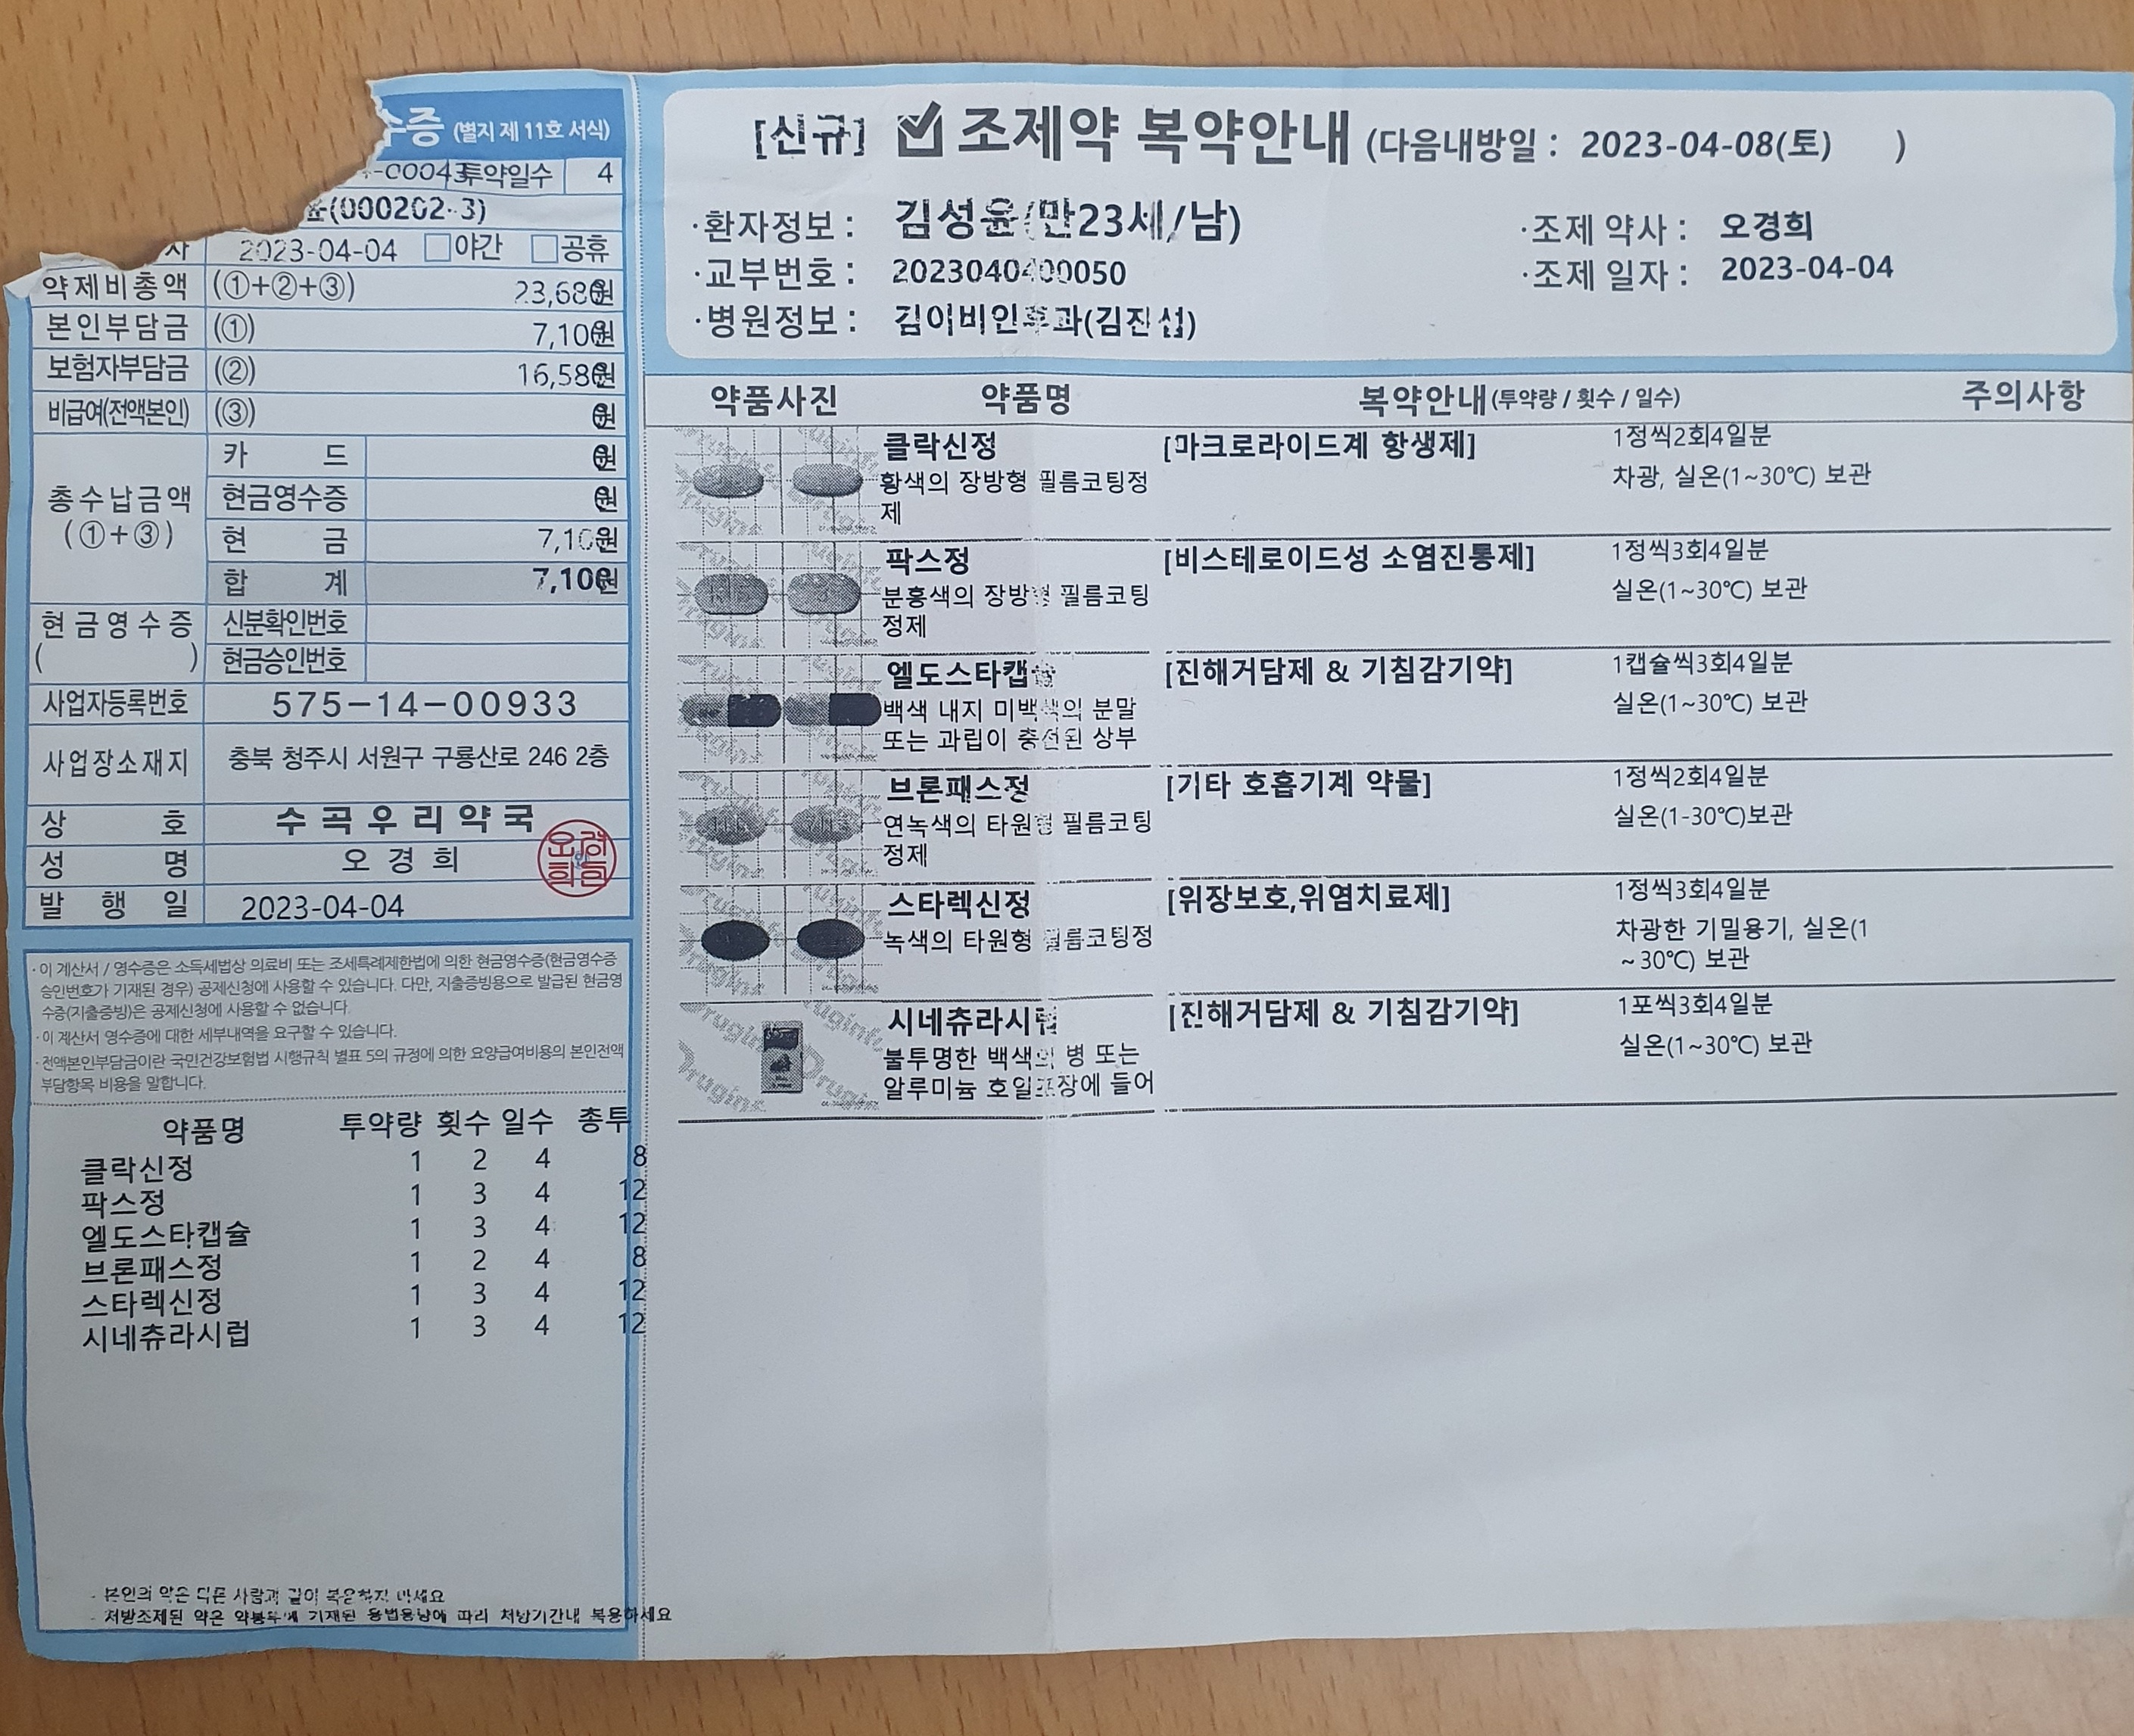 수증 (별지 제 11호 서식)
투약일수 4
(000202- 3)
2023-04-04 야간 공휴
약제비총액 (①+②+③) 23,680원
본인부담금 (①) 7,100원
보험자부담금 (②) 16,580원
비급여(전액본인) (③) 0원
총수납금액 (①+③)
카 드 0원
현금영수증 0원
현 금 7,100원
합 계 7,100원
현금영수증 ( )
신분확인번호
현금승인번호
사업자등록번호 575-14-00933
사업장소재지 충북 청주시 서원구 구룡산로 246 2층
상 호 수곡우리약국
성 명 오경희
발 행 일 2023-04-04
· 이 계산서 / 영수증은 소득세법상 의료비 또는 조세특례제한법에 의한 현금영수증(현금영수증
승인번호가 기재된 경우) 공제신청에 사용할 수 있습니다. 다만, 지출증빙용으로 발급된 현금영
수증(지출증빙)은 공제신청에 사용할 수 없습니다.
· 이 계산서 영수증에 대한 세부내역을 요구할 수 있습니다.
· 전액본인부담금이란 국민건강보험법 시행규칙 별표 5의 규정에 의한 요양급여비용의 본인전액
부담항목 비용을 말합니다.
약품명 투약량 횟수 일수 총투
클락신정 1 2 4 8
팍스정 1 3 4 12
엘도스타캡슐 1 3 4 12
브론패스정 1 2 4 8
스타렉신정 1 3 4 12
시네츄라시럽 1 3 4 12
- 본인의 약은 다른 사람과 같이 복용하지 마세요
- 처방조제된 약은 약봉투에 기재된 용법용량에 따라 처방기간내 복용하세요
[신규] 조제약 복약안내 (다음내방일 : 2023-04-08(토) )
·환자정보 : 김성윤(만23세/남)
·조제 약사 : 오경희
·교부번호 : 2023040400050
·조제 일자 : 2023-04-04
·병원정보 : 김이비인후과(김진섭)
약품사진 약품명 복약안내(투약량 / 횟수 / 일수) 주의사항
클락신정 [마크로라이드계 항생제] 1정씩2회4일분
황색의 장방형 필름코팅정 차광, 실온(1~30℃) 보관
제
팍스정 [비스테로이드성 소염진통제] 1정씩3회4일분
분홍색의 장방형 필름코팅 실온(1~30℃) 보관
정제
엘도스타캡슐 [진해거담제 & 기침감기약] 1캡슐씩3회4일분
백색 내지 미백색의 분말 실온(1~30℃) 보관
또는 과립이 충전된 상부
브론패스정 [기타 호흡기계 약물] 1정씩2회4일분
연녹색의 타원형 필름코팅 실온(1-30℃)보관
정제
스타렉신정 [위장보호,위염치료제] 1정씩3회4일분
녹색의 타원형 필름코팅정 차광한 기밀용기, 실온(1
~30℃) 보관
시네츄라시럽 [진해거담제 & 기침감기약] 1포씩3회4일분
불투명한 백색의 병 또는 실온(1~30℃) 보관
알루미늄 호일포장에 들어